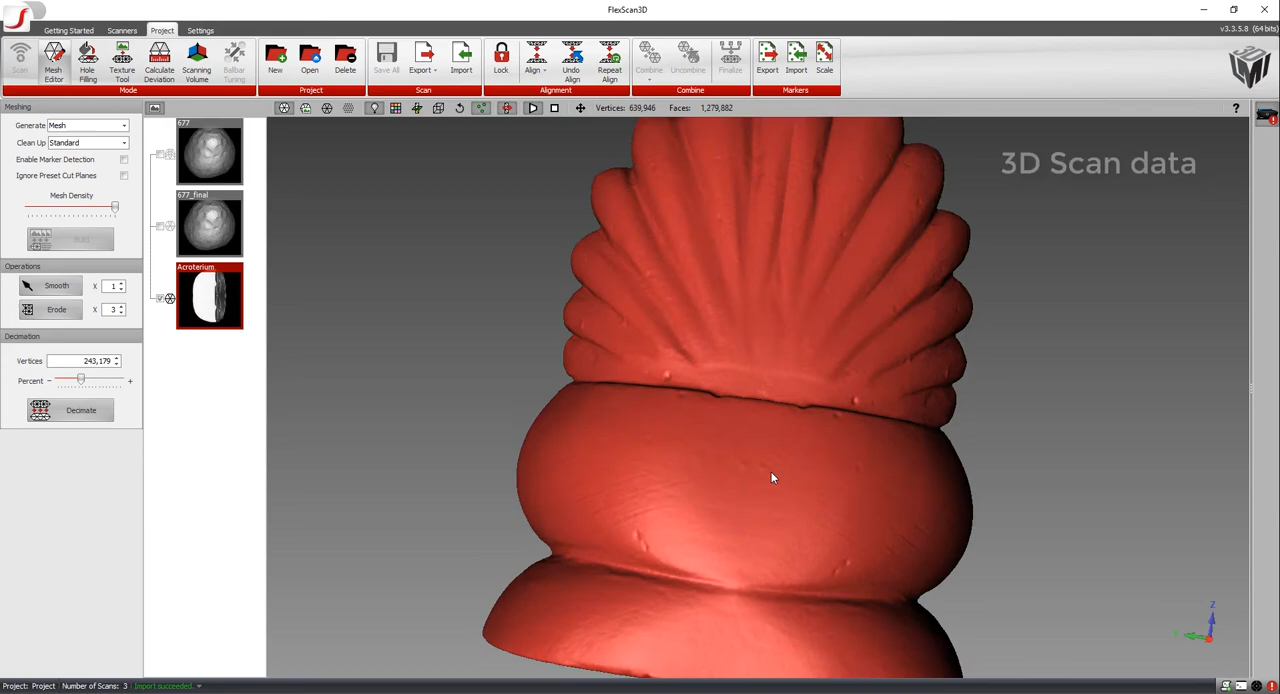 FlexScan3D
Getting Started Scanners Project Settings
v3.3.5.8 (64 bits)
Scan Mesh Editor Hole Filling Texture Tool Calculate Deviation Scanning Volume Ballbar Tuning New Open Delete Save All Export Import Lock Align Undo Align Repeat Align Combine Uncombine Finalize Export Import Scale
Mode Project Scan Alignment Combine Markers
Meshing
Vertices: 639,946 Faces: 1,279,882
?
Generate Mesh
Clean Up Standard
Enable Marker Detection
Ignore Preset Cut Planes
Mesh Density
Build
Operations
Smooth X 1
Erode X 3
Decimation
Vertices 243,179
Percent - +
Decimate
677
677_final
Acroterium
3D Scan data
Z
Y
Project: Project Number of Scans: 3 Import succeeded.